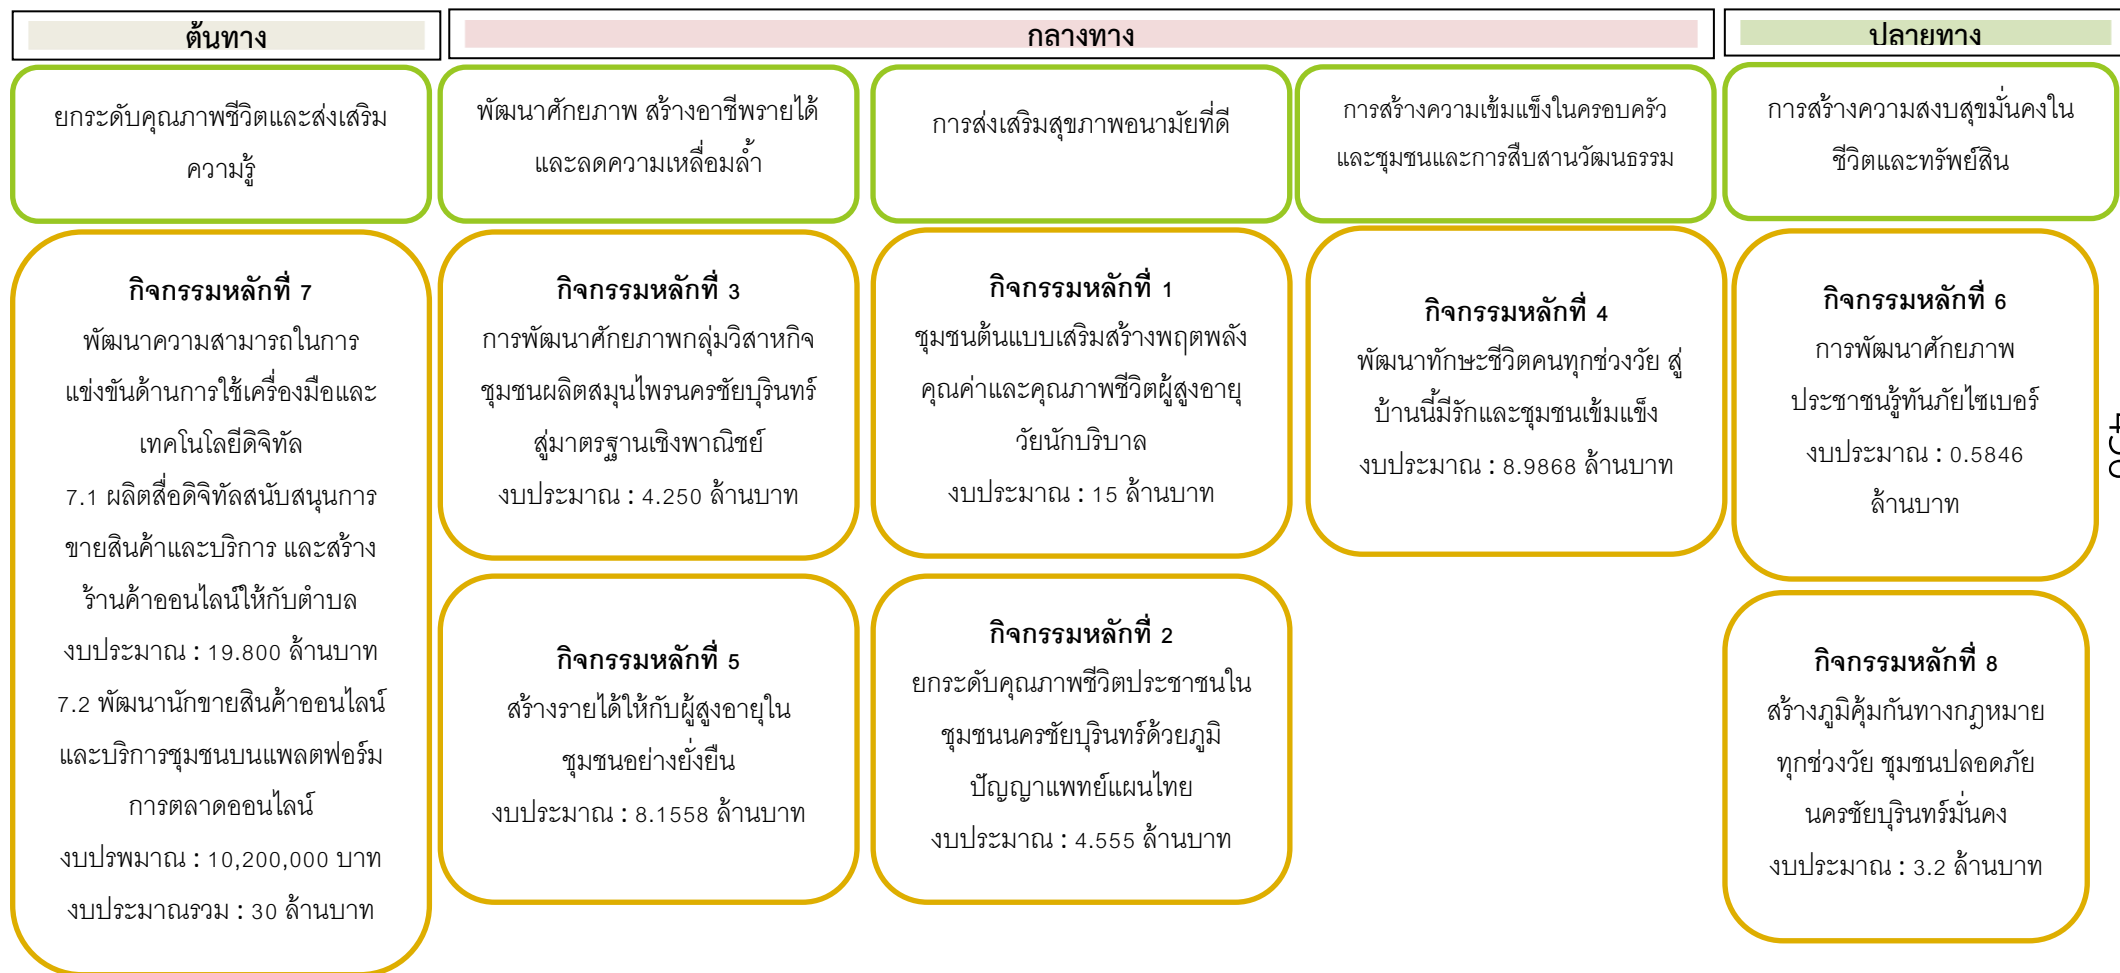 ต้นทาง
กลางทาง
ปลายทาง
ยกระดับคุณภาพชีวิตและส่งเสริม
ความรู้
พัฒนาศักยภาพ สร้างอาชีพรายได้
และลดความเหลื่อมล้ำ
การส่งเสริมสุขภาพอนามัยที่ดี
การสร้างความเข้มแข็งในครอบครัว
และชุมชนและการสืบสานวัฒนธรรม
การสร้างความสงบสุขมั่นคงใน
ชีวิตและทรัพย์สิน
กิจกรรมหลักที่ 7
พัฒนาความสามารถในการ
แข่งขันด้านการใช้เครื่องมือและ
เทคโนโลยีดิจิทัล
7.1 ผลิตสื่อดิจิทัลสนับสนุนการ
ขายสินค้าและบริการ และสร้าง
ร้านค้าออนไลน์ให้กับตำบล
งบประมาณ : 19.800 ล้านบาท
7.2 พัฒนานักขายสินค้าออนไลน์
และบริการชุมชนบนแพลตฟอร์ม
การตลาดออนไลน์
งบปรพมาณ : 10,200,000 บาท
งบประมาณรวม : 30 ล้านบาท
กิจกรรมหลักที่ 3
การพัฒนาศักยภาพกลุ่มวิสาหกิจ
ชุมชนผลิตสมุนไพรนครชัยบุรินทร์
สู่มาตรฐานเชิงพาณิชย์
งบประมาณ : 4.250 ล้านบาท
กิจกรรมหลักที่ 5
สร้างรายได้ให้กับผู้สูงอายุใน
ชุมชนอย่างยั่งยืน
งบประมาณ : 8.1558 ล้านบาท
กิจกรรมหลักที่ 1
ชุมชนต้นแบบเสริมสร้างพฤตพลัง
คุณค่าและคุณภาพชีวิตผู้สูงอายุ
วัยนักบริบาล
งบประมาณ : 15 ล้านบาท
กิจกรรมหลักที่ 2
ยกระดับคุณภาพชีวิตประชาชนใน
ชุมชนนครชัยบุรินทร์ด้วยภูมิ
ปัญญาแพทย์แผนไทย
งบประมาณ : 4.555 ล้านบาท
กิจกรรมหลักที่ 4
พัฒนาทักษะชีวิตคนทุกช่วงวัย สู่
บ้านนี้มีรักและชุมชนเข้มแข็ง
งบประมาณ : 8.9868 ล้านบาท
กิจกรรมหลักที่ 6
การพัฒนาศักยภาพ
ประชาชนรู้ทันภัยไซเบอร์
งบประมาณ : 0.5846
ล้านบาท
กิจกรรมหลักที่ 8
สร้างภูมิคุ้มกันทางกฎหมาย
ทุกช่วงวัย ชุมชนปลอดภัย
นครชัยบุรินทร์มั่นคง
งบประมาณ : 3.2 ล้านบาท